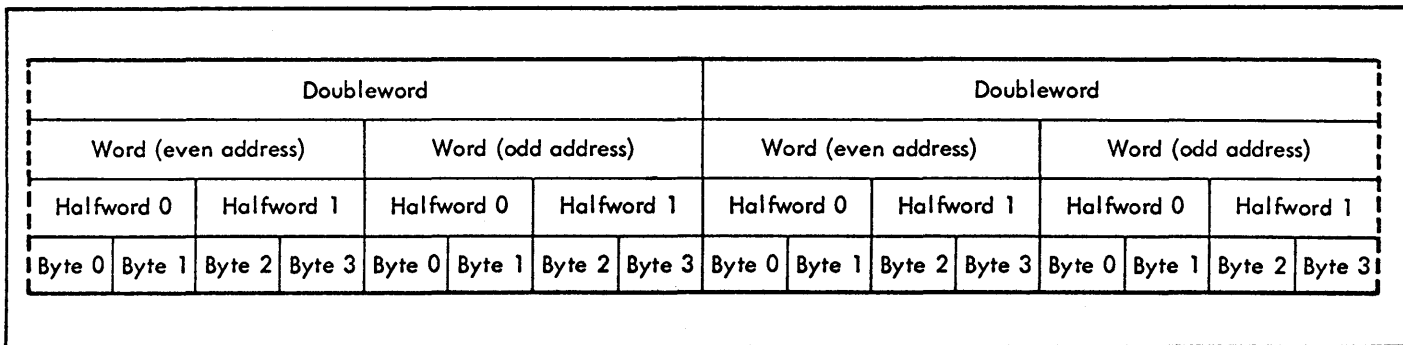 Doubleword Doubleword
Word (even address) Word (odd address) Word (even address) Word (odd address)
Halfword 0 Halfword 1 Halfword 0 Halfword 1 Halfword 0 Halfword 1 Halfword 0 Halfword 1
Byte 0 Byte 1 Byte 2 Byte 3 Byte 0 Byte 1 Byte 2 Byte 3 Byte 0 Byte 1 Byte 2 Byte 3 Byte 0 Byte 1 Byte 2 Byte 3